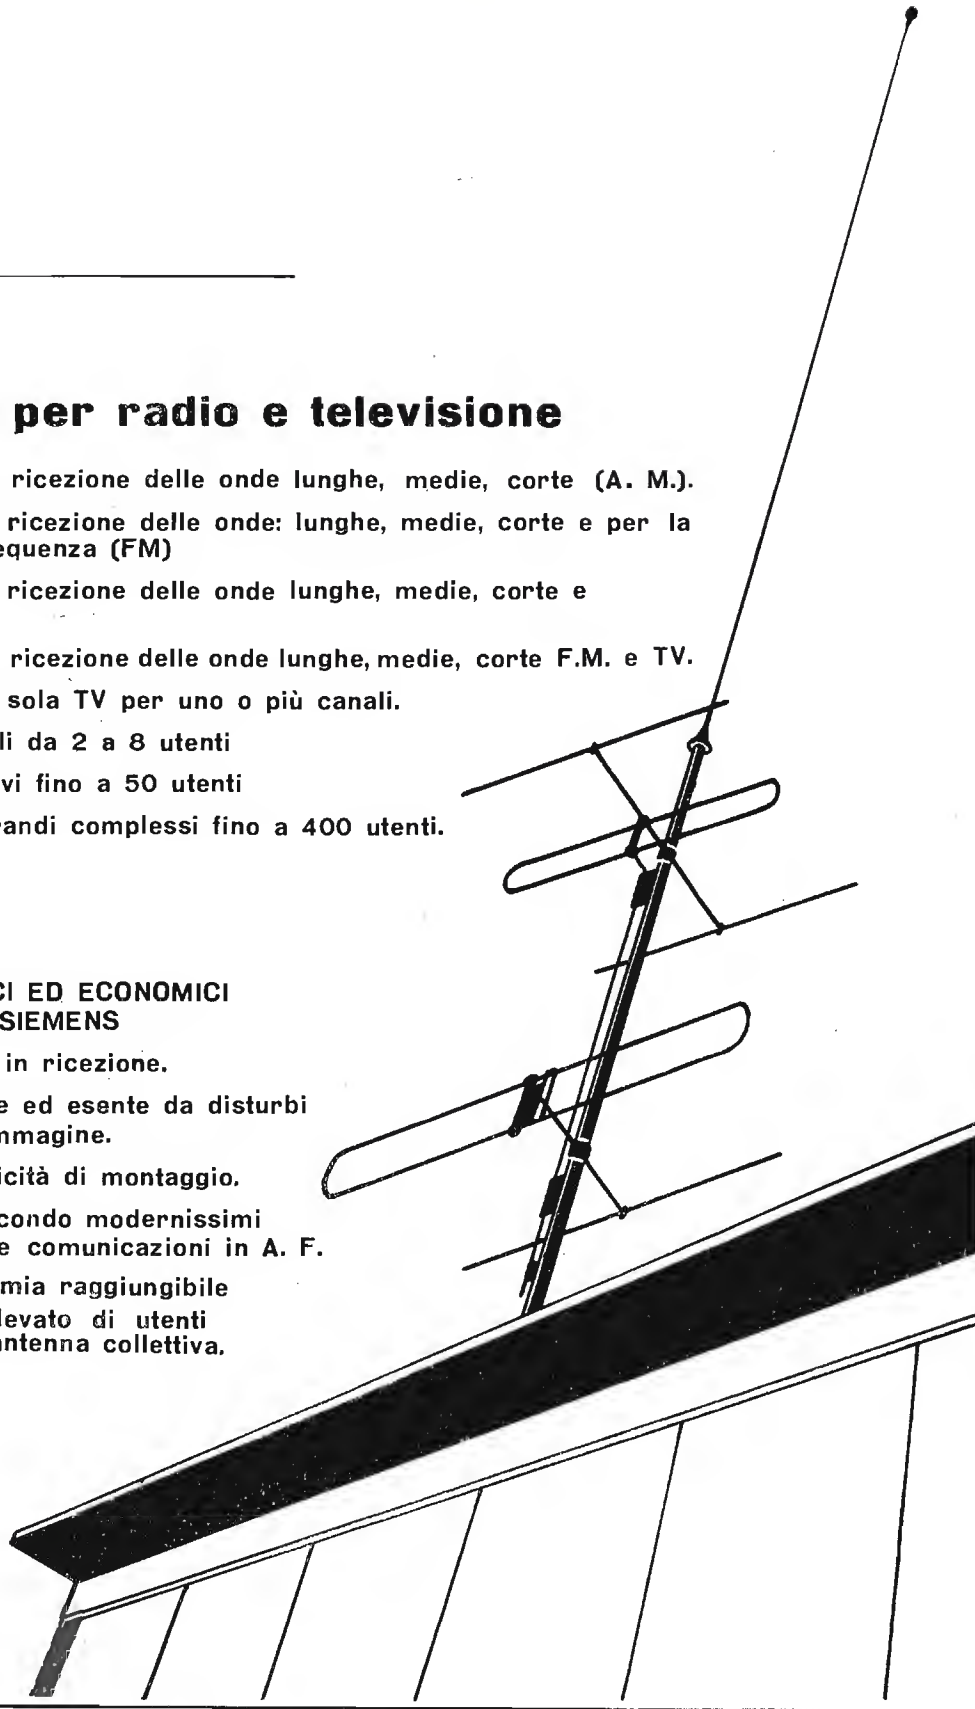 per radio e televisione
ricezione delle onde lunghe, medie, corte (A. M.).
ricezione delle onde: lunghe, medie, corte e per la
equenza (FM)
ricezione delle onde lunghe, medie, corte e
ricezione delle onde lunghe, medie, corte F.M. e TV.
sola TV per uno o più canali.
li da 2 a 8 utenti
vi fino a 50 utenti
randi complessi fino a 400 utenti.
CI ED ECONOMICI
SIEMENS
in ricezione.
e ed esente da disturbi
mmagine.
icità di montaggio.
condo modernissimi
e comunicazioni in A. F.
mia raggiungibile
levato di utenti
antenna collettiva.